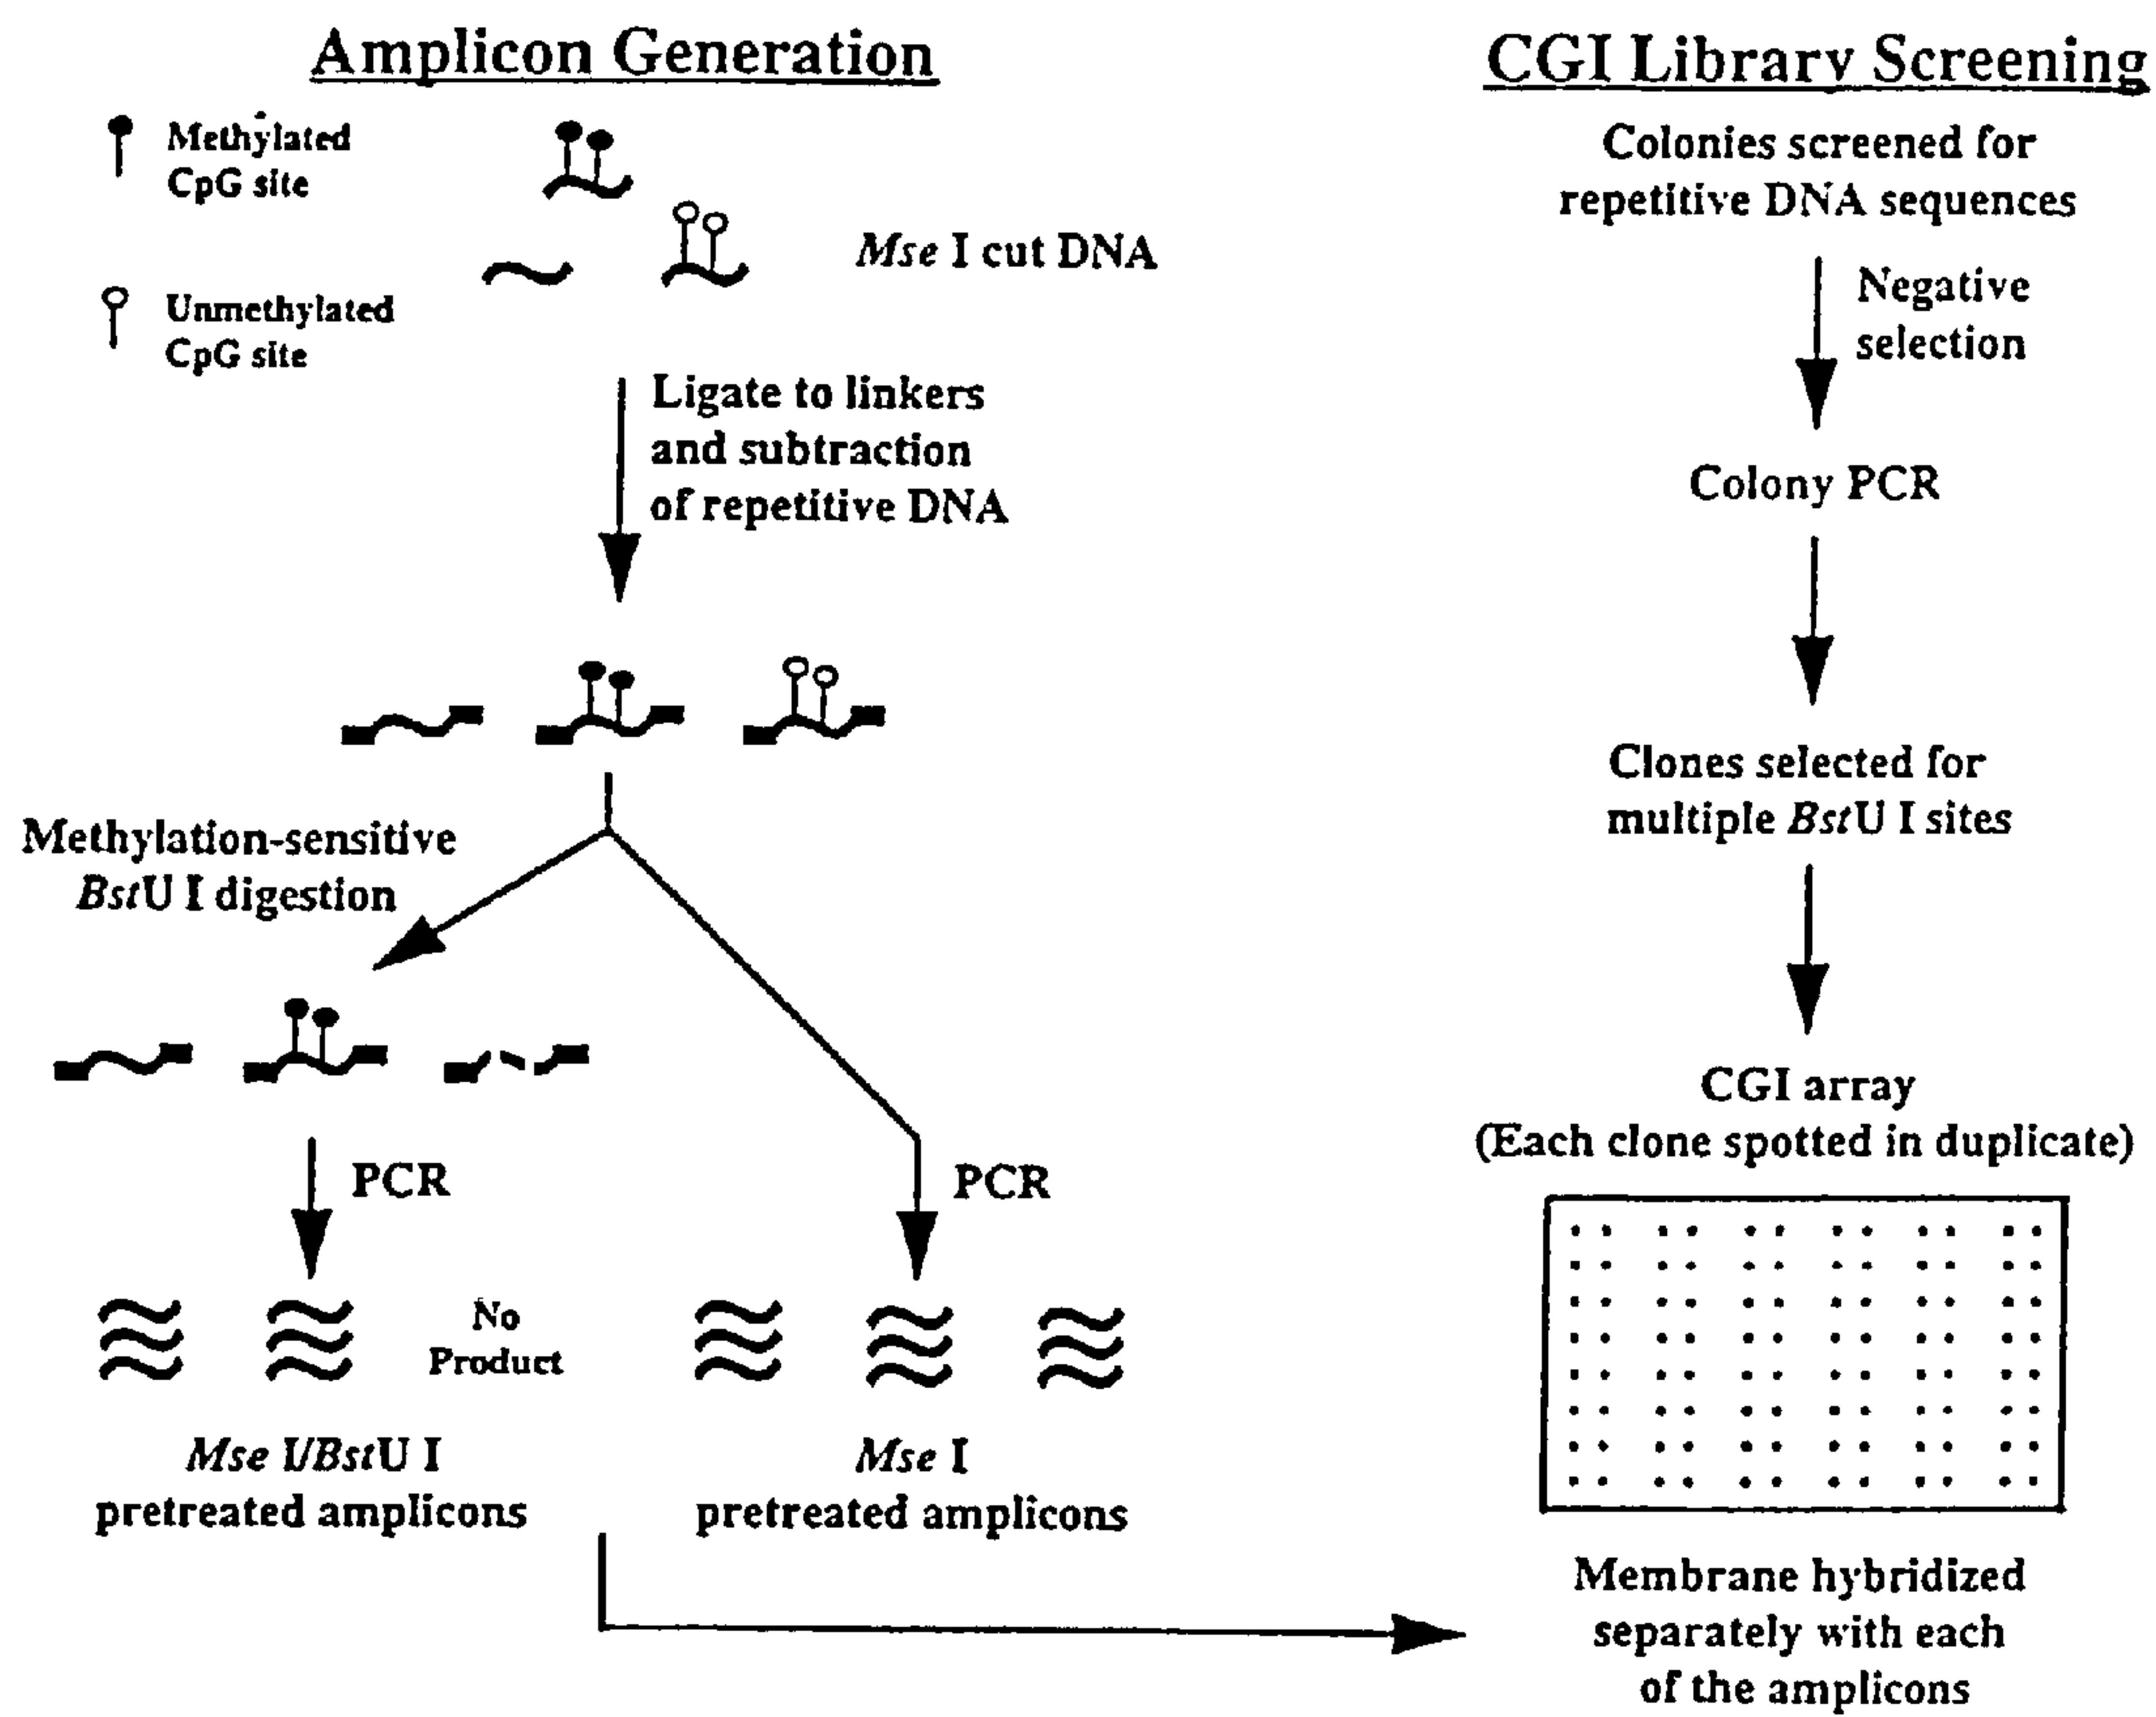 Amplicon Generation
Methylated
CpG site
Unmethylated
CpG site
Mse I cut DNA
Ligate to linkers
and subtraction
of repetitive DNA
Methylation-sensitive
BstU I digestion
PCR
PCR
No
Product
Mse I/BstU I
pretreated amplicons
Mse I
pretreated amplicons
CGI Library Screening
Colonies screened for
repetitive DNA sequences
Negative
selection
Colony PCR
Clones selected for
multiple BstU I sites
CGI array
(Each clone spotted in duplicate)
Membrane hybridized
separately with each
of the amplicons